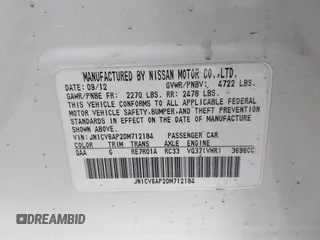 MANUFACTURED BY NISSAN MOTOR CO.,LTD.
DATE: 09/12 GVWR/PNBV: 4722 LBS.
GAWR/PNBE FR: 2270 LBS. RR: 2478 LBS.
THIS VEHICLE CONFORMS TO ALL APPLICABLE FEDERAL
MOTOR VEHICLE SAFETY,BUMPER,AND THEFT PREVENTION
STANDARDS IN EFFECT ON THE DATE OF MANUFACTURE
SHOWN ABOVE.
VIN: JN1CV6AP2DM712184 PASSENGER CAR
COLOR TRIM TRANS AXLE ENGINE
QAA G RE7R01A RC33 VQ37(VHR) 3696CC
JN1CV6AP2DM712184
©AutoHelperBot.com